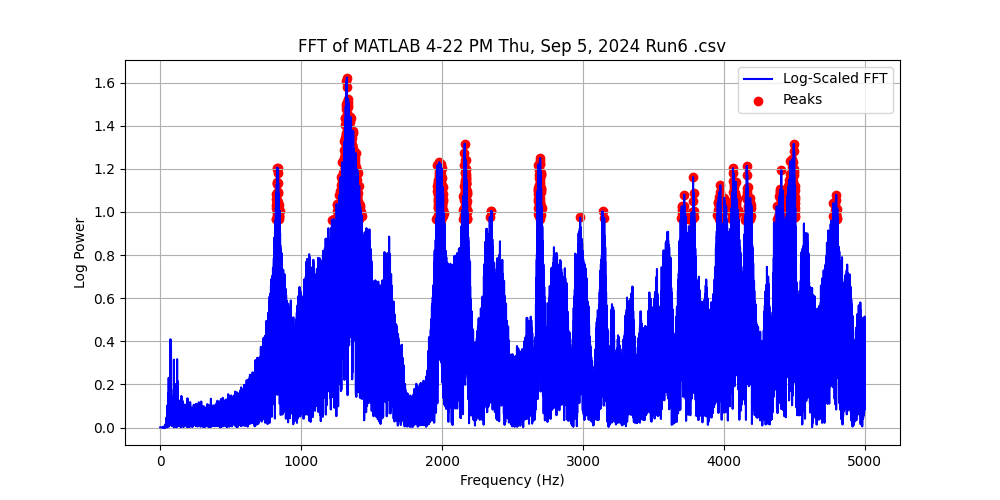 FFT of MATLAB 4-22 PM Thu, Sep 5, 2024 Run6 .csv
Log-Scaled FFT
Peaks
1.6
1.4
1.2
1.0
0.8
0.6
0.4
0.2
0.0
Log Power
0 1000 2000 3000 4000 5000
Frequency (Hz)